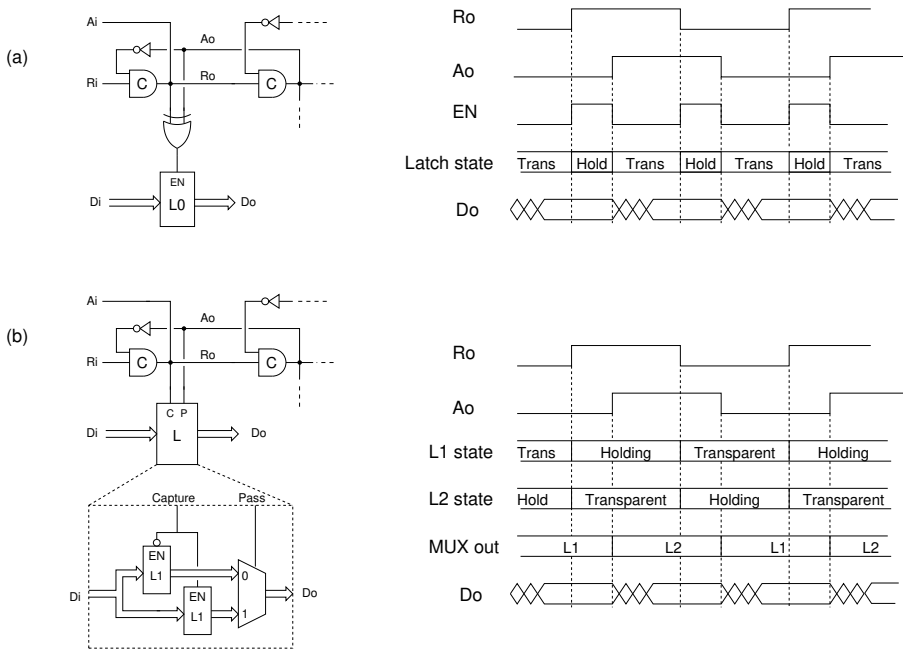 (a)
Ai
Ao
Ri
C
Ro
C
EN
L0
Di
Do
Ro
Ao
EN
Latch state
Trans Hold Trans Hold Trans Hold Trans
Do
(b)
Ai
Ao
Ri
C
Ro
C
C P
L
Di
Do
Capture
Pass
EN
L1
EN
L1
0
1
Di
Do
Ro
Ao
L1 state
Trans Holding Transparent Holding
L2 state
Hold Transparent Holding Transparent
MUX out
L1 L2 L1 L2
Do